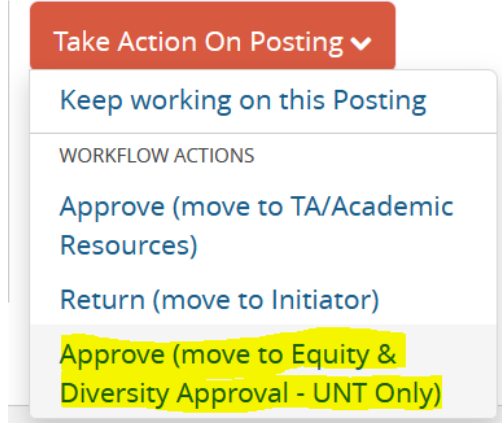 Take Action On Posting
Keep working on this Posting
WORKFLOW ACTIONS
Approve (move to TA/Academic
Resources)
Return (move to Initiator)
Approve (move to Equity &
Diversity Approval - UNT Only)